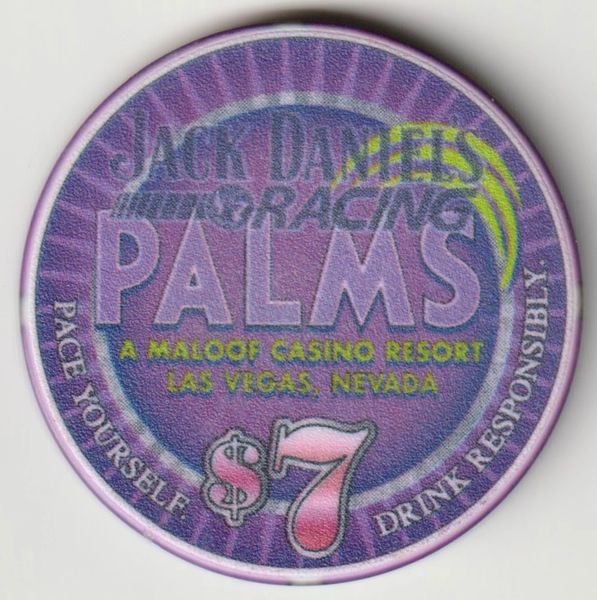 JACK DANIEL'S
RACING
PALMS
A MALOOF CASINO RESORT
LAS VEGAS, NEVADA
$7
PACE YOURSELF.
DRINK RESPONSIBLY.